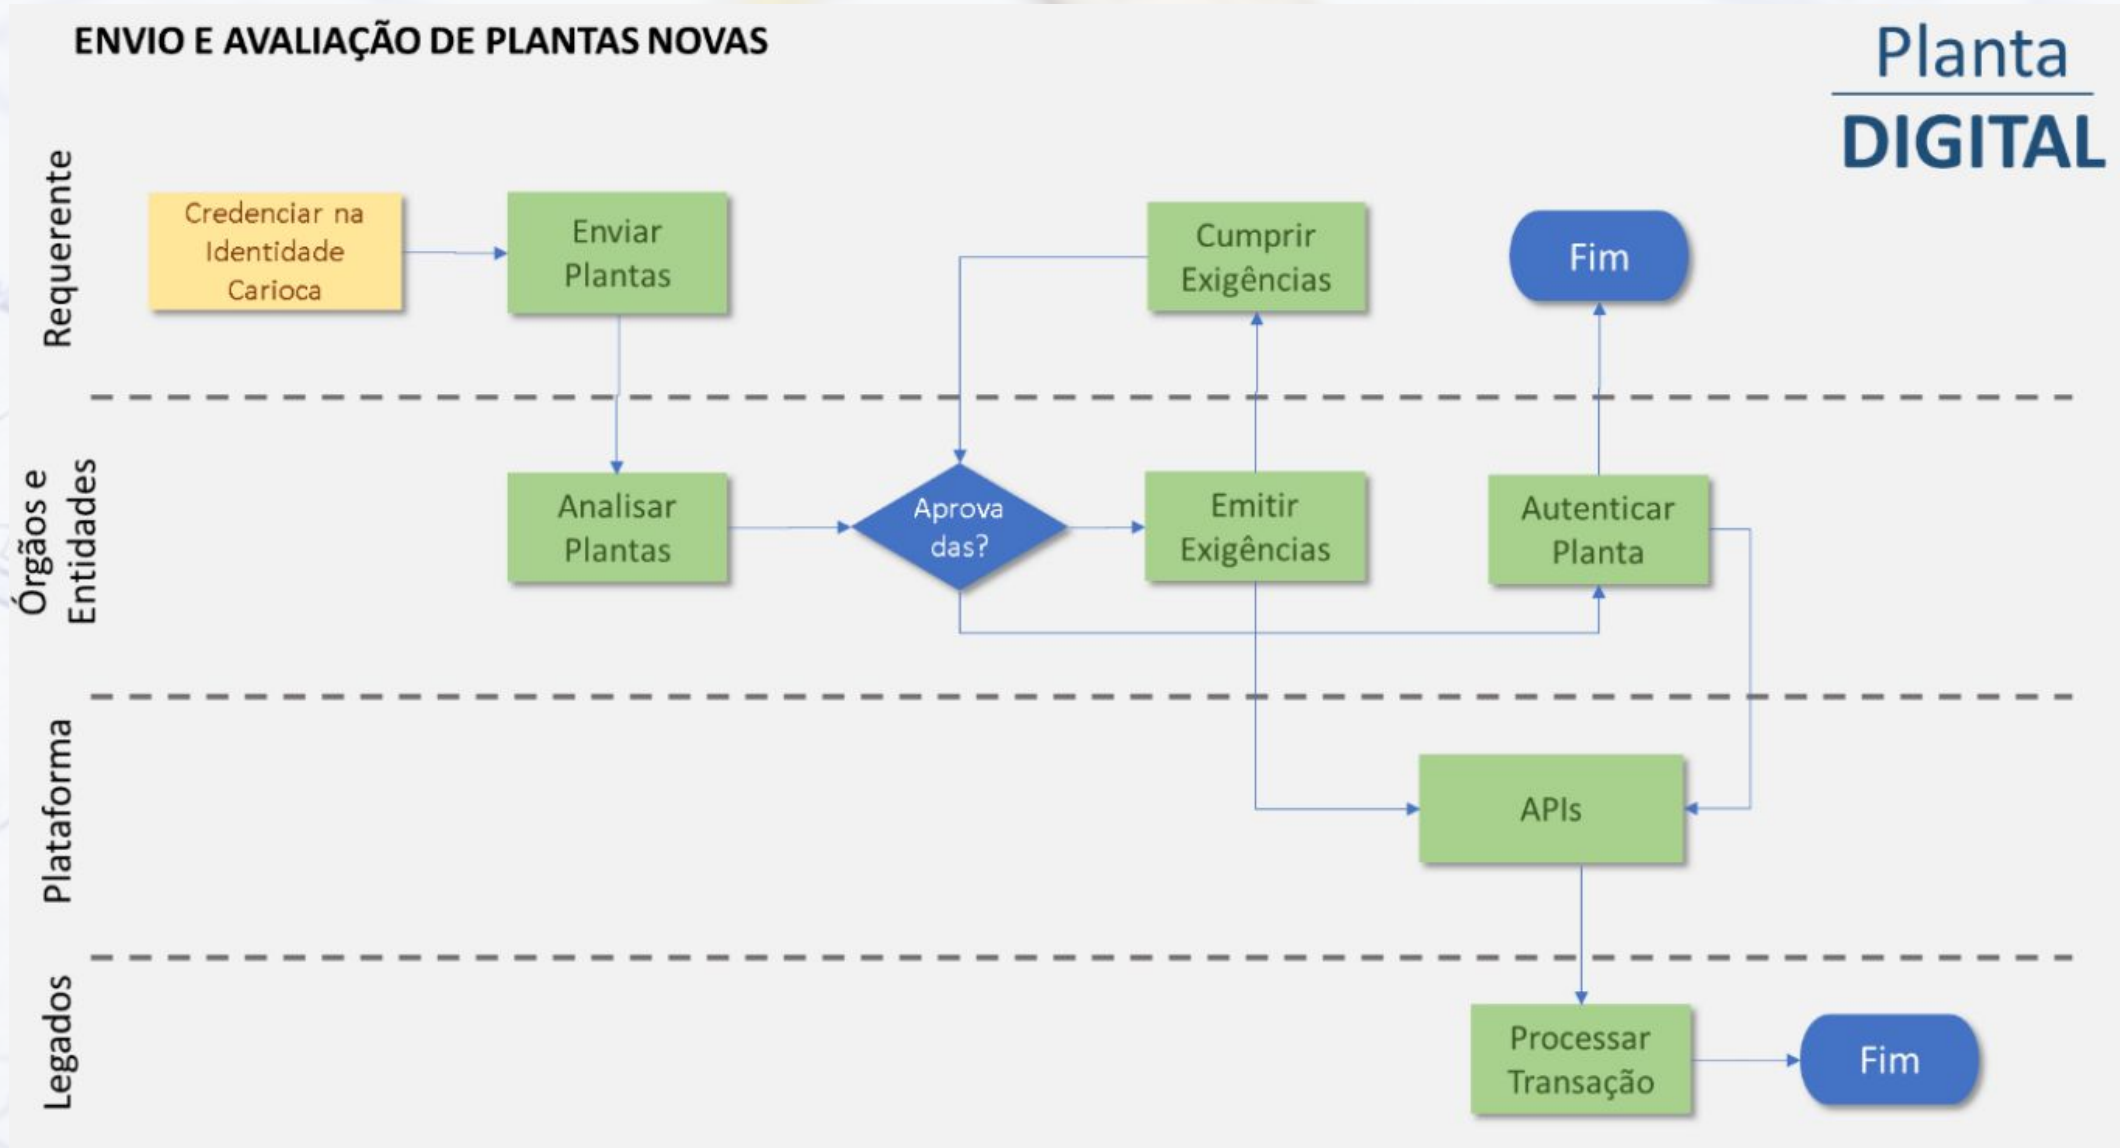 ENVIO E AVALIAÇÃO DE PLANTAS NOVAS
Planta
DIGITAL
Requerente
Credenciar na
Identidade
Carioca
Enviar
Plantas
Cumprir
Exigências
Fim
Órgãos e
Entidades
Analisar
Plantas
Aprova
das?
Emitir
Exigências
Autenticar
Planta
Plataforma
APIs
Legados
Processar
Transação
Fim